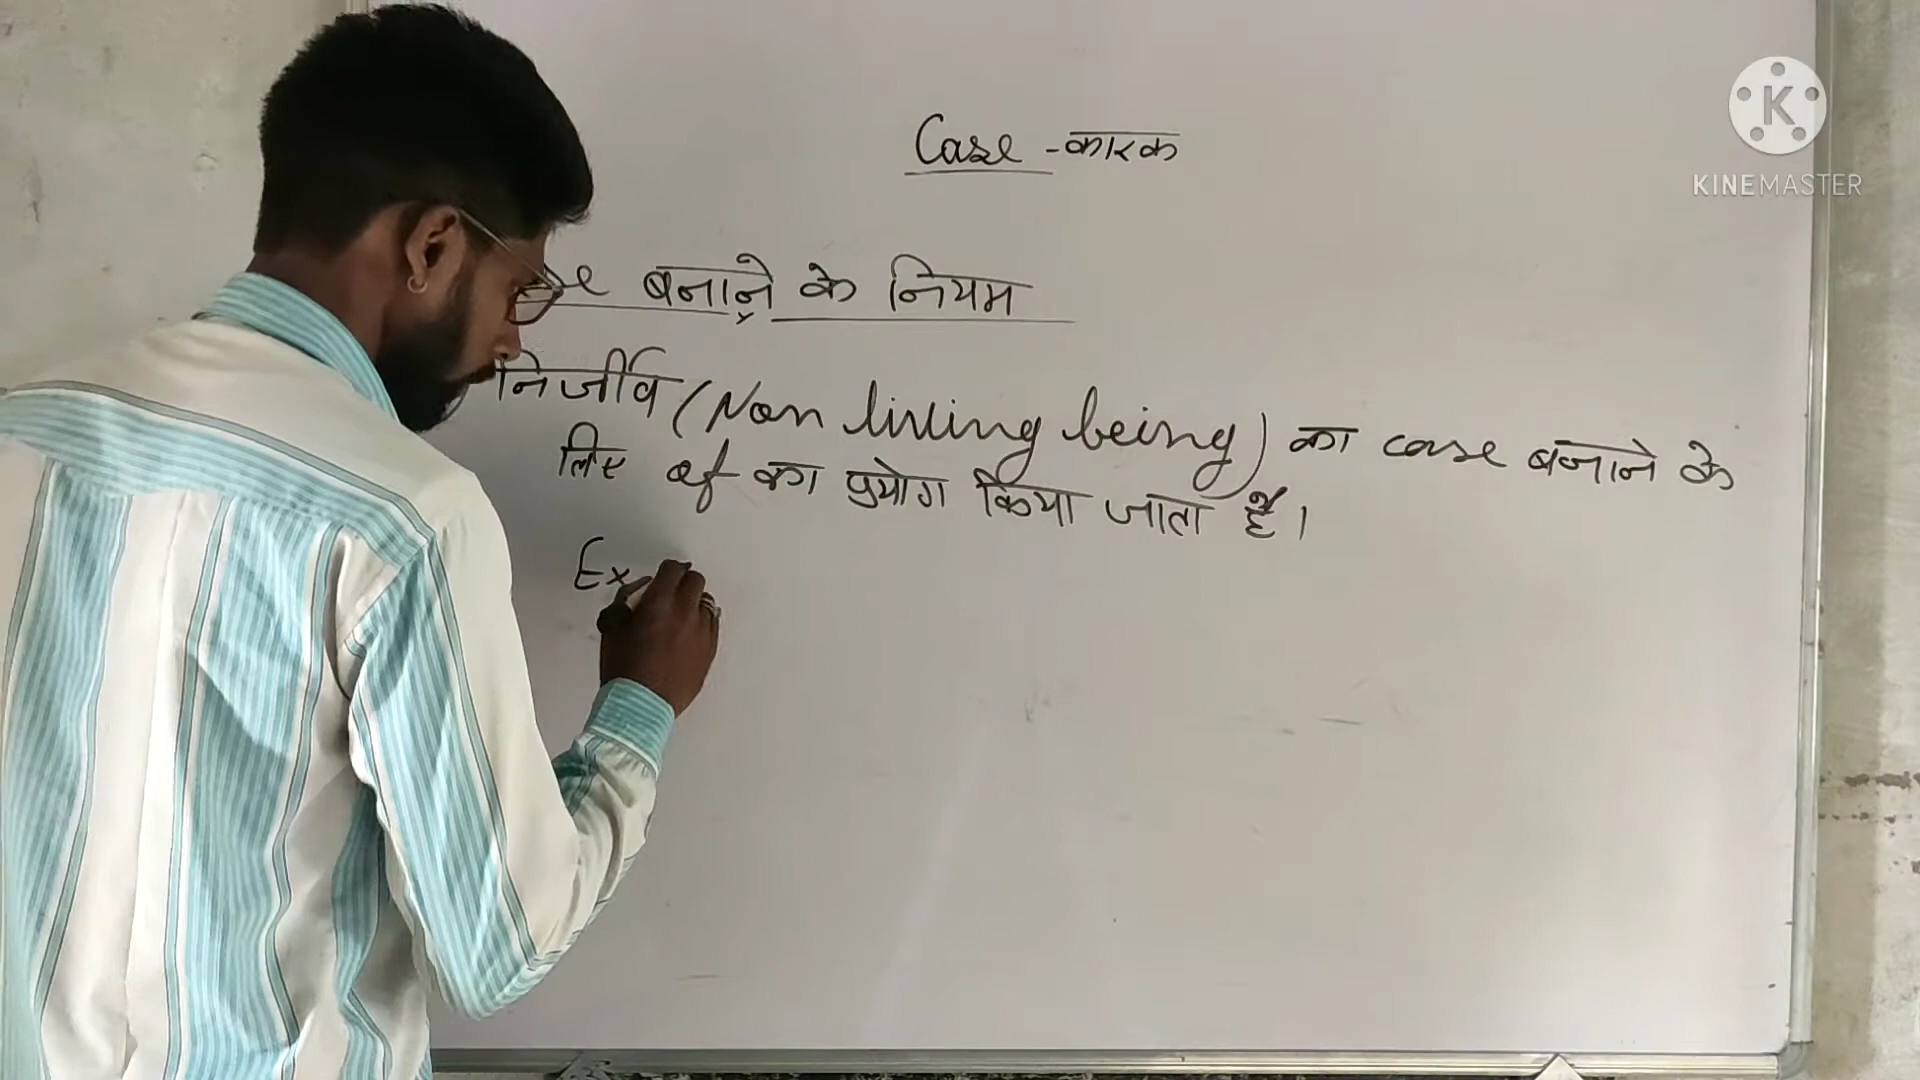 Case - कारक
KINEMASTER
बनाने के नियम
निर्जीव (Non living being) का case बनाने के
लिए of का प्रयोग किया जाता है।
Ex